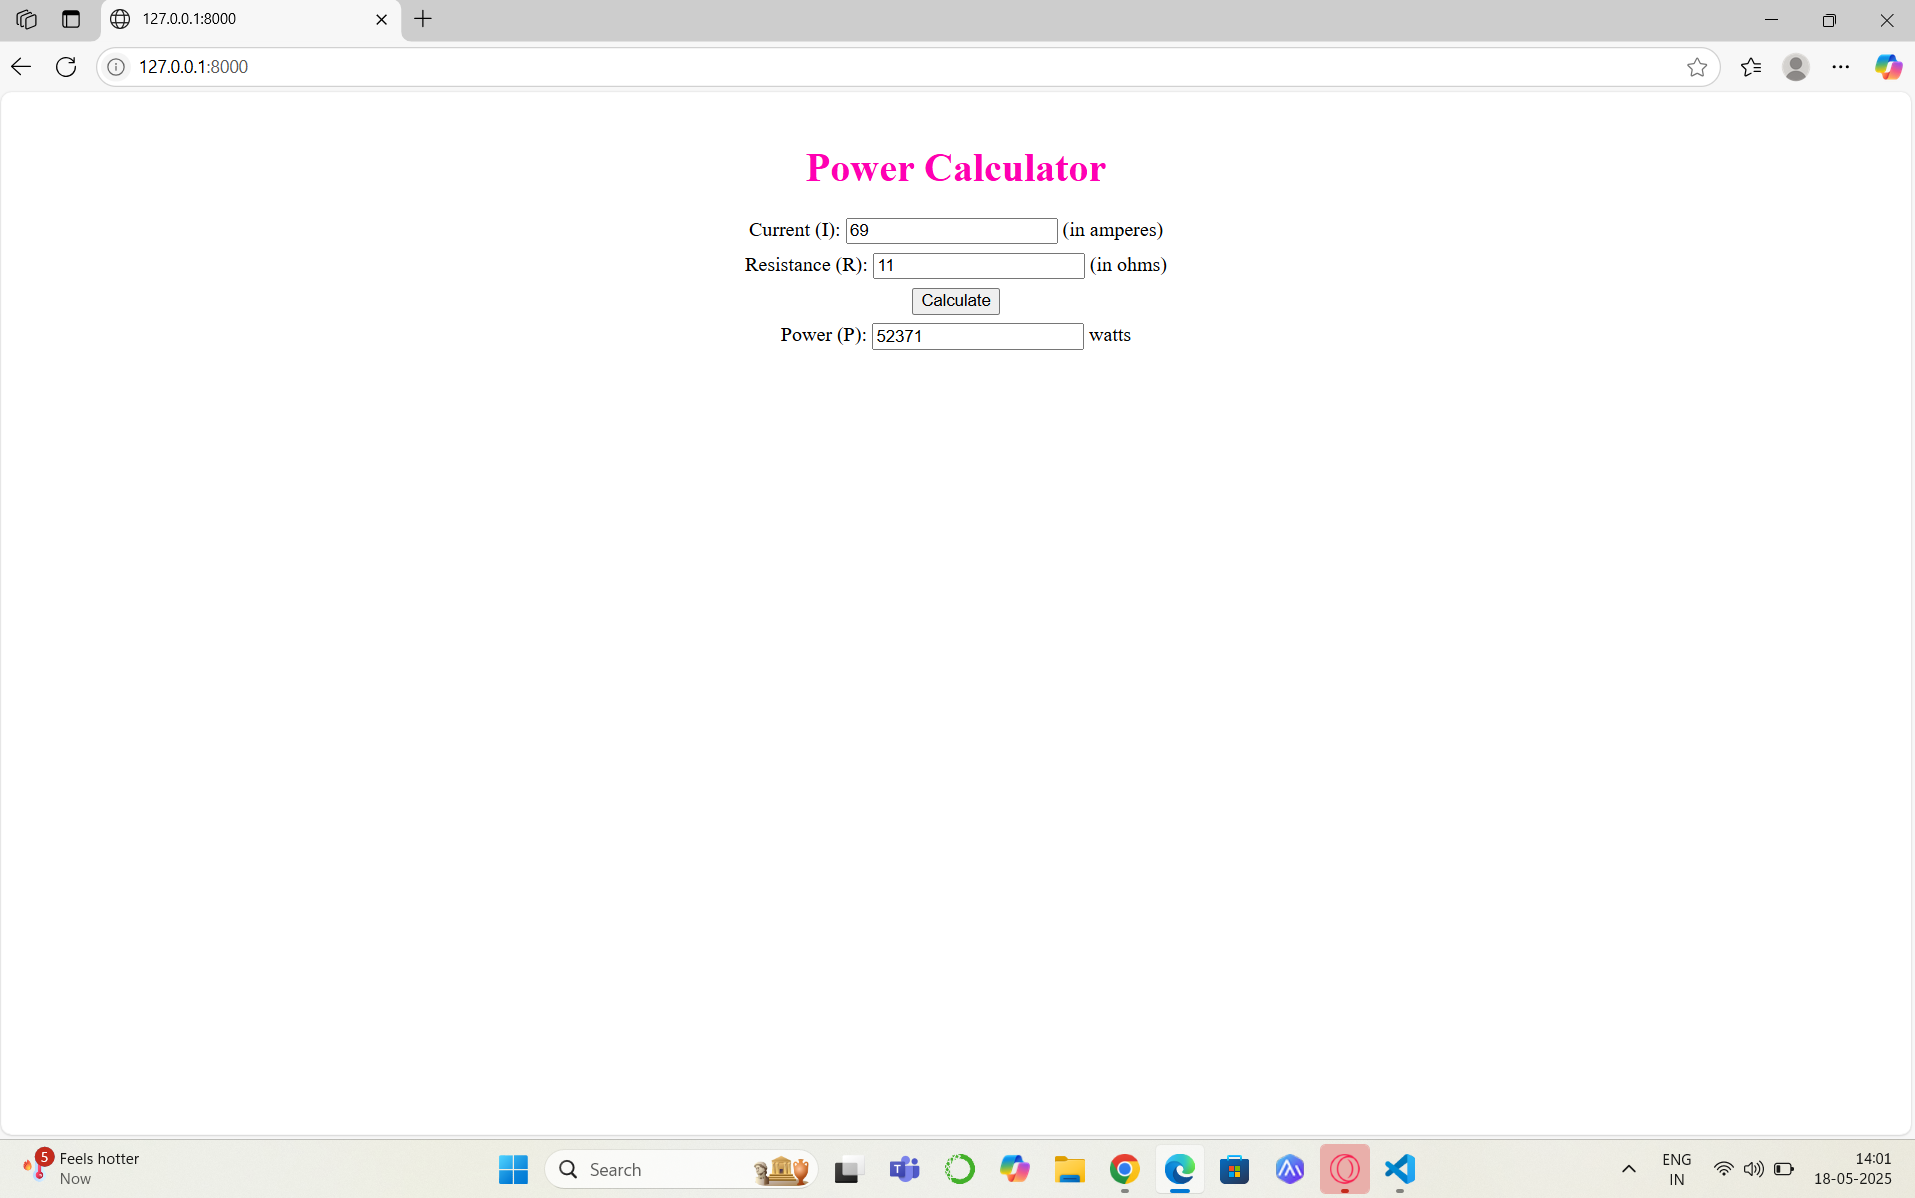 127.0.0.1:8000
127.0.0.1:8000
Power Calculator
Current (I): 69 (in amperes)
Resistance (R): 11 (in ohms)
Calculate
Power (P): 52371 watts
5
Feels hotter
Now
Search
T
ENG
IN
14:01
18-05-2025